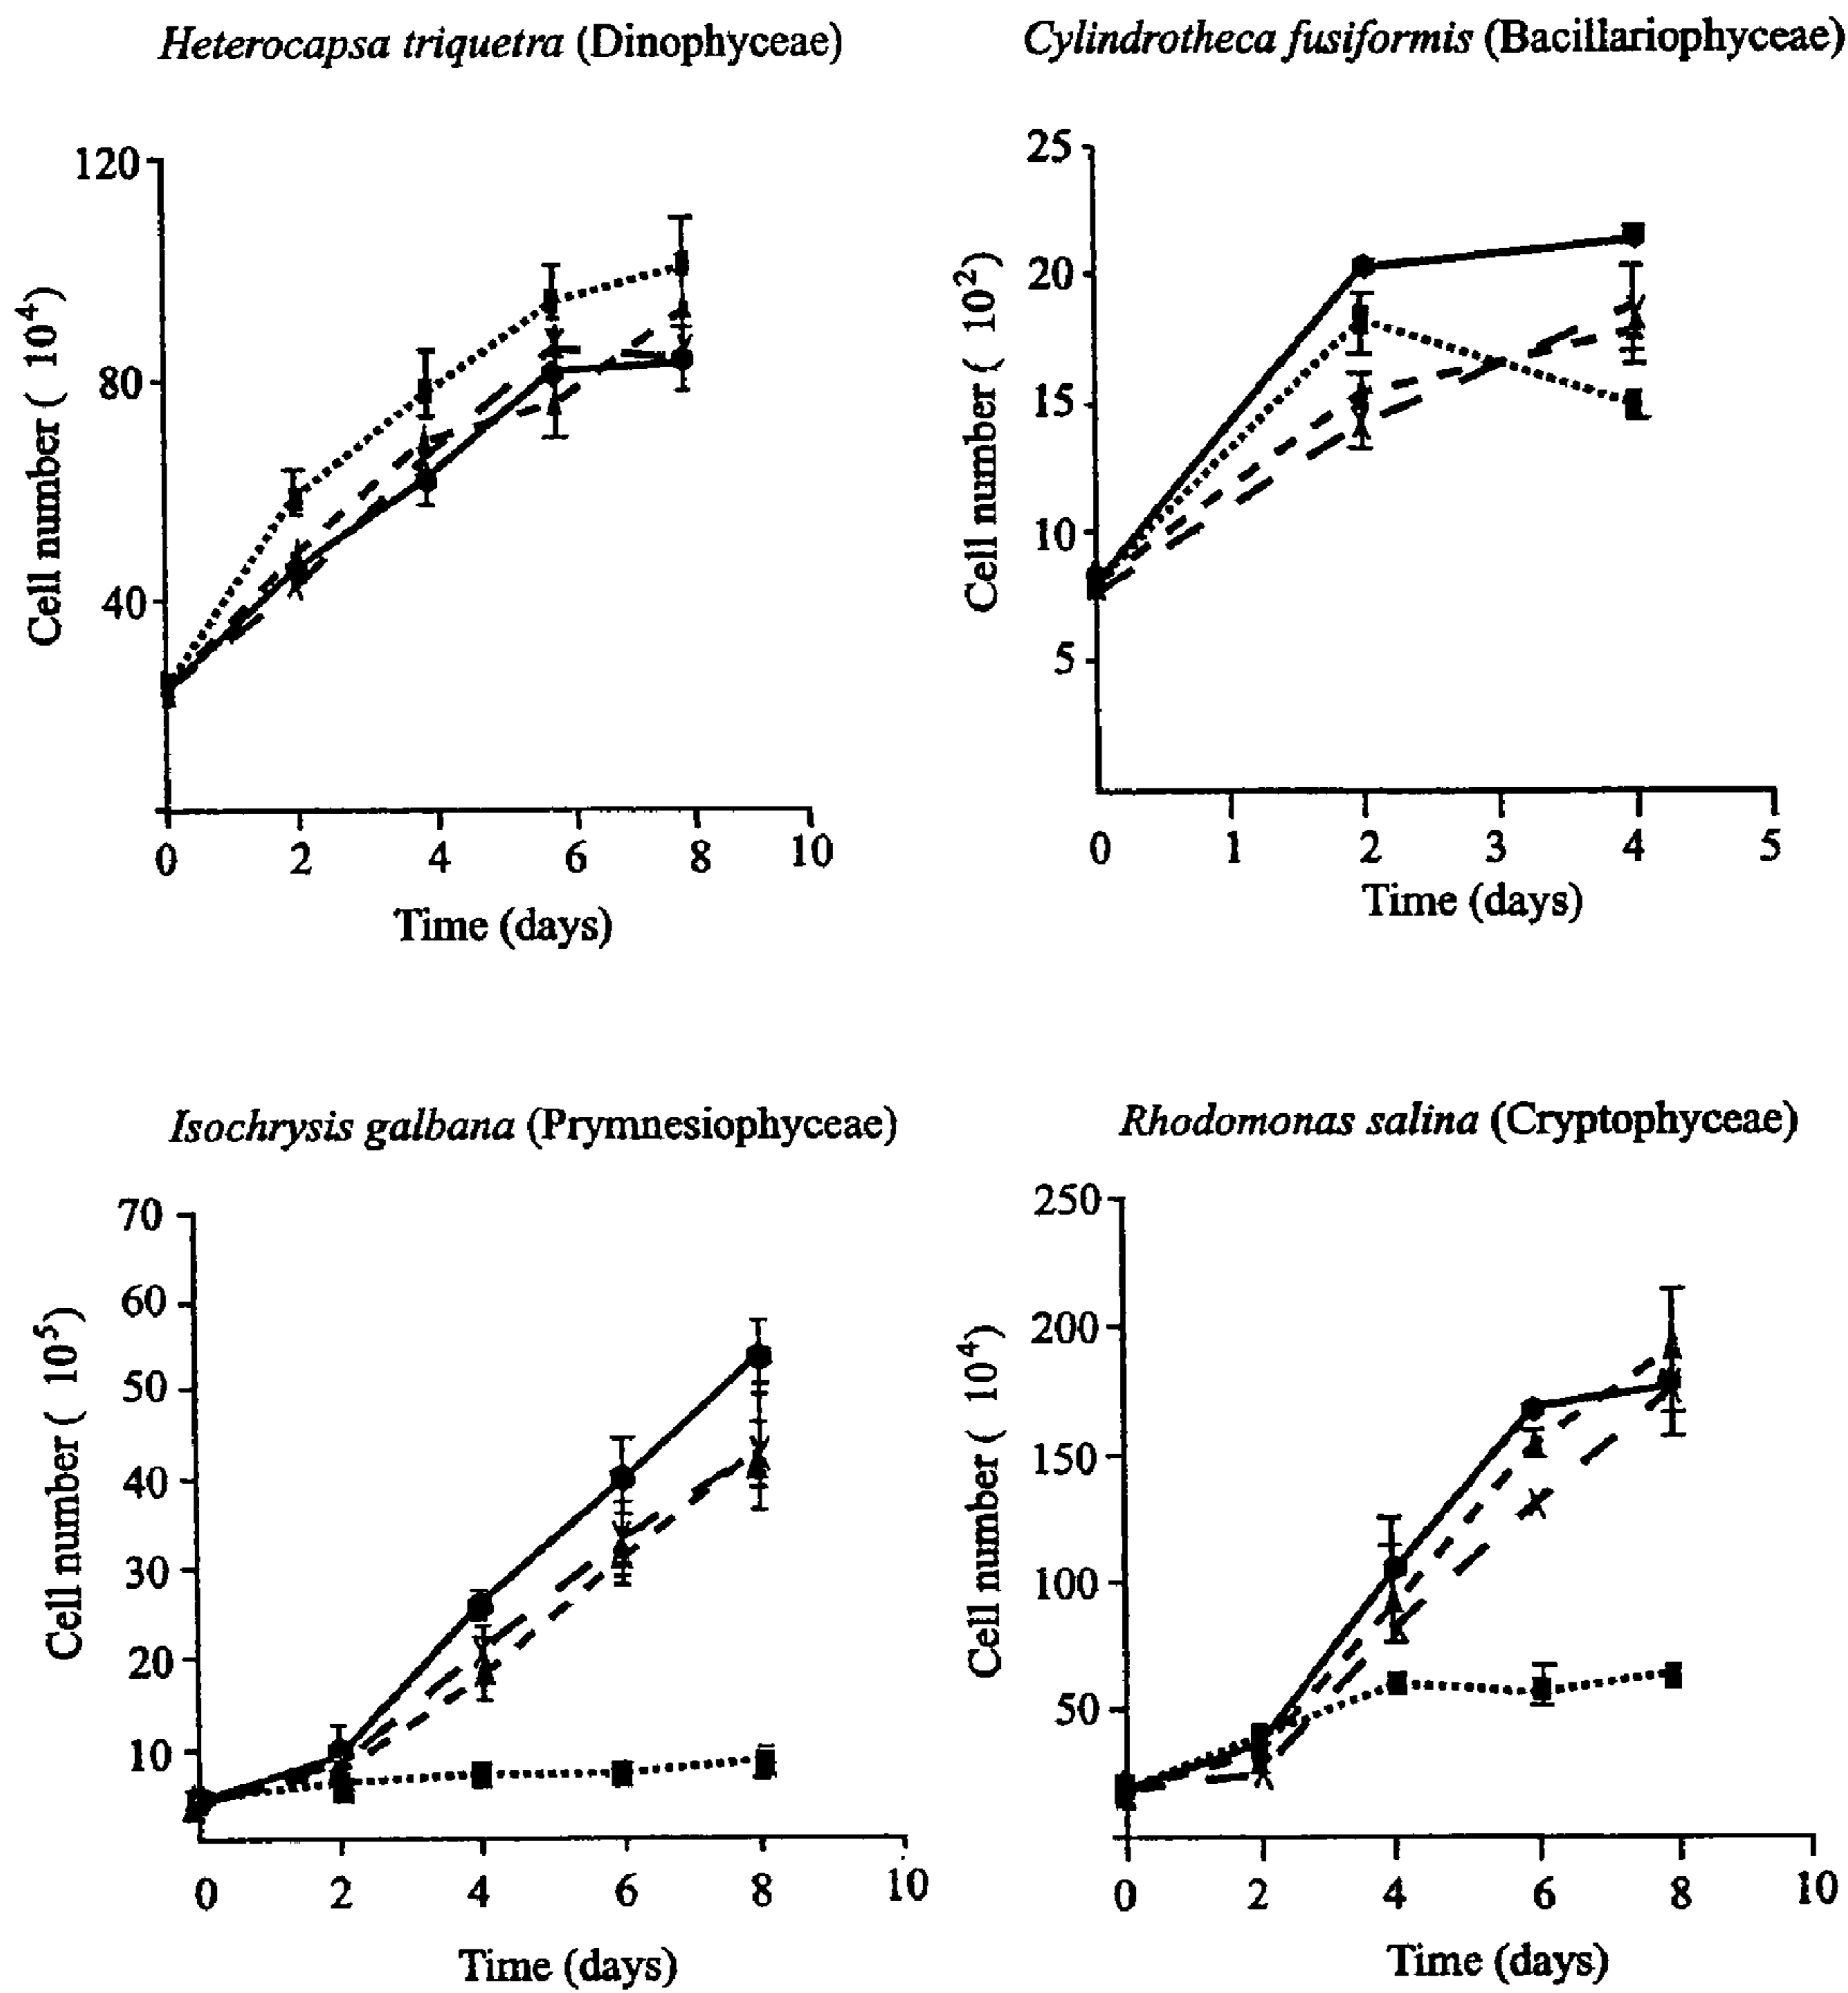 Heterocapsa triquetra (Dinophyceae)
Cell number ( 10⁴)
120
80
40
0 2 4 6 8 10
Time (days)
Cylindrotheca fusiformis (Bacillariophyceae)
Cell number ( 10²)
25
20
15
10
5
0 1 2 3 4 5
Time (days)
Isochrysis galbana (Prymnesiophyceae)
Cell number ( 10⁵)
70
60
50
40
30
20
10
0 2 4 6 8 10
Time (days)
Rhodomonas salina (Cryptophyceae)
Cell number ( 10⁴)
250
200
150
100
50
0 2 4 6 8 10
Time (days)